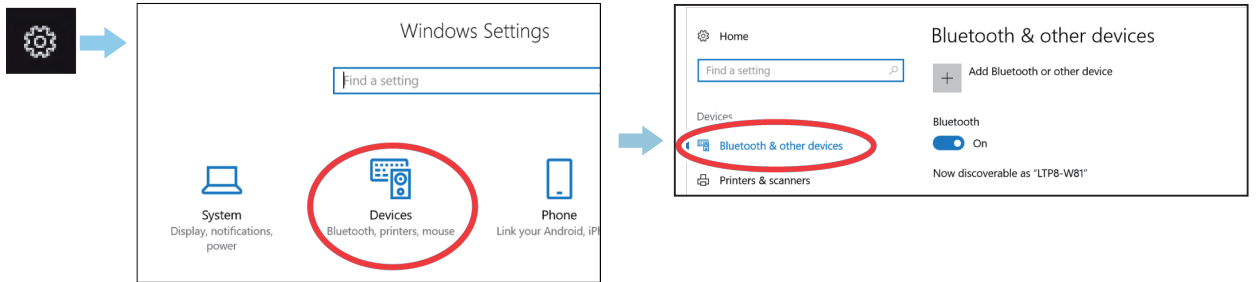 Windows Settings
Find a setting
System
Display, notifications,
power
Devices
Bluetooth, printers, mouse
Phone
Link your Android, iPh
Home
Find a setting
Devices
Bluetooth & other devices
Printers & scanners
Bluetooth & other devices
Add Bluetooth or other device
Bluetooth
On
Now discoverable as “LTP8-W81”